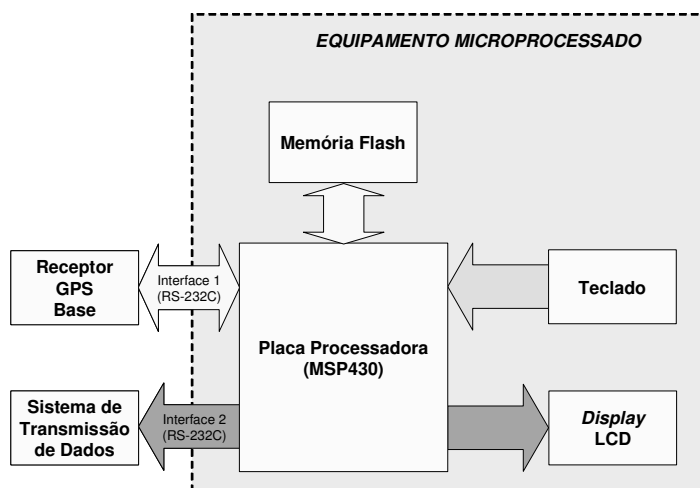 EQUIPAMENTO MICROPROCESSADO
Memória Flash
Receptor
GPS
Base
Interface 1
(RS-232C)
Placa Processadora
(MSP430)
Teclado
Sistema de
Transmissão
de Dados
Interface 2
(RS-232C)
Display
LCD